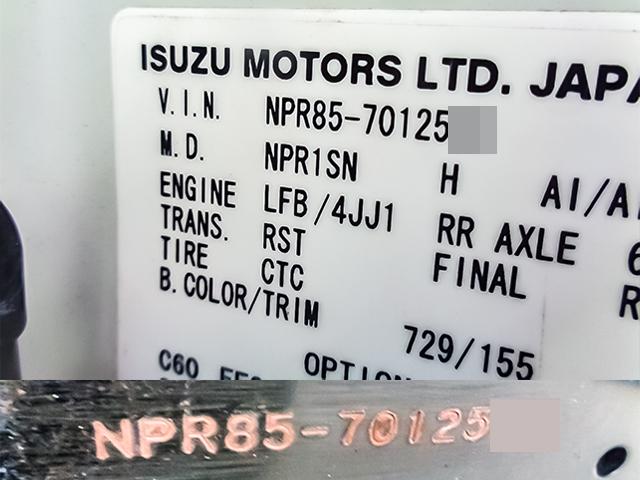 ISUZU MOTORS LTD. JAPA
V.I.N. NPR85-70125
M.D. NPR1SN H AI/A
ENGINE LFB/4JJ1 RR AXLE 6
TRANS. RST FINAL R
TIRE CTC
B.COLOR/TRIM 729/155
C60 OPTION
NPR85-70125